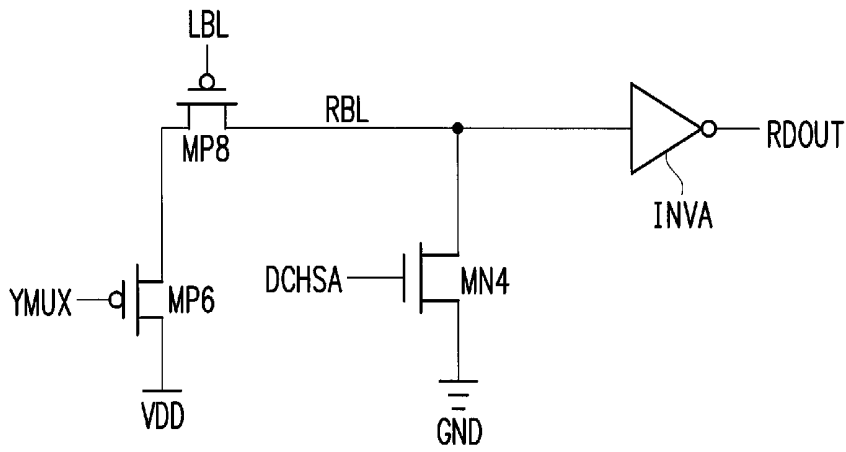 LBL
RBL
MP8
RDOUT
INVA
YMUX
MP6
DCHSA
MN4
VDD
GND